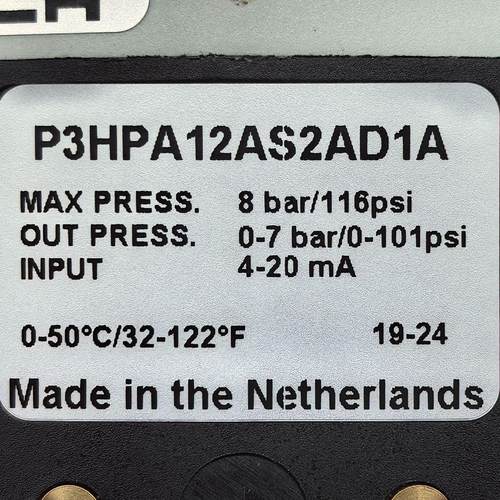 P3HPA12AS2AD1A
MAX PRESS. 8 bar/116psi
OUT PRESS. 0-7 bar/0-101psi
INPUT 4-20 mA
0-50°C/32-122°F 19-24
Made in the Netherlands